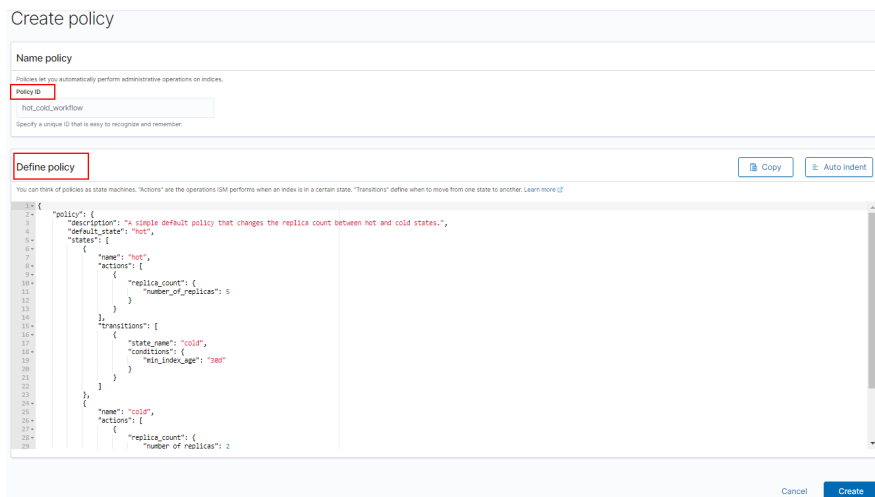 Create policy
Name policy
Policies let you automatically perform administrative operations on indices.
Policy ID
hot_cold_workflow
Specify a unique ID that is easy to recognize and remember.
Define policy
Copy
Auto indent
You can think of policies as state machines. "Actions" are the operations ISM performs when an index is in a certain state. "Transitions" define when to move from one state to another. Learn more
1 {
2 "policy": {
3 "description": "A simple default policy that changes the replica count between hot and cold states.",
4 "default_state": "hot",
5 "states": [
6 {
7 "name": "hot",
8 "actions": [
9 {
10 "replica_count": {
11 "number_of_replicas": 5
12 }
13 }
14 ],
15 "transitions": [
16 {
17 "state_name": "cold",
18 "conditions": {
19 "min_index_age": "30d"
20 }
21 }
22 ]
23 },
24 {
25 "name": "cold",
26 "actions": [
27 {
28 "replica_count": {
29 "number_of_replicas": 2
Cancel
Create